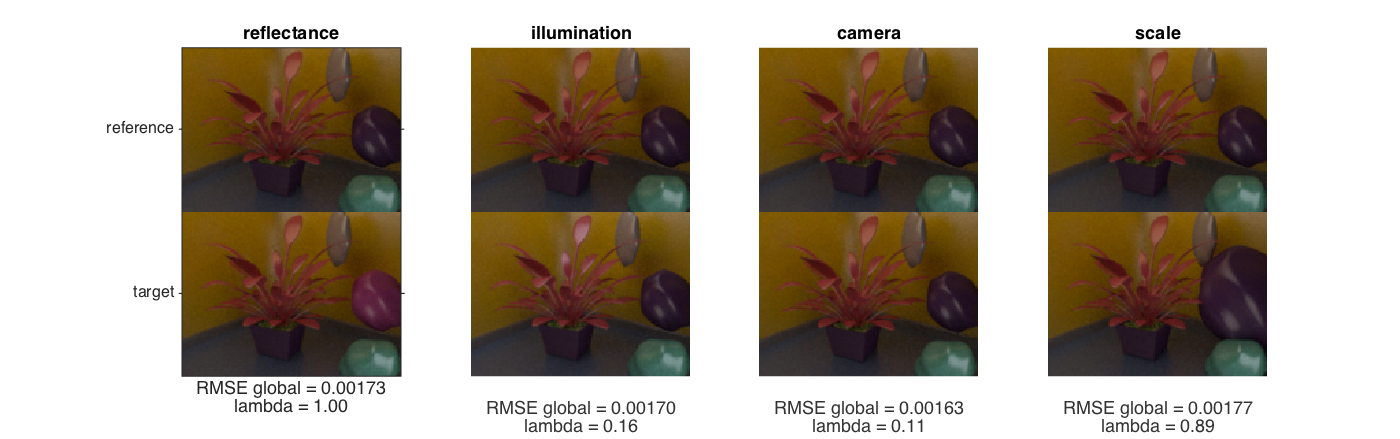 reflectance illumination camera scale
reference
target
RMSE global = 0.00173
lambda = 1.00
RMSE global = 0.00170
lambda = 0.16
RMSE global = 0.00163
lambda = 0.11
RMSE global = 0.00177
lambda = 0.89